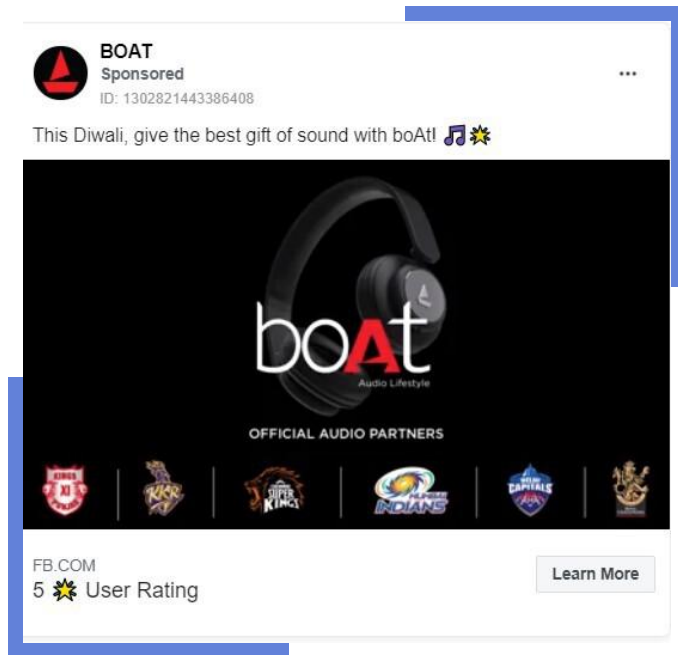 BOAT
Sponsored
ID: 1302821443386408
This Diwali, give the best gift of sound with boAt! 🎵🌟
boAt
Audio Lifestyle
OFFICIAL AUDIO PARTNERS
KINGS XI KKR SUPER KINGS MUMBAI INDIANS DELHI CAPITALS
FB.COM
5 🌟 User Rating
Learn More